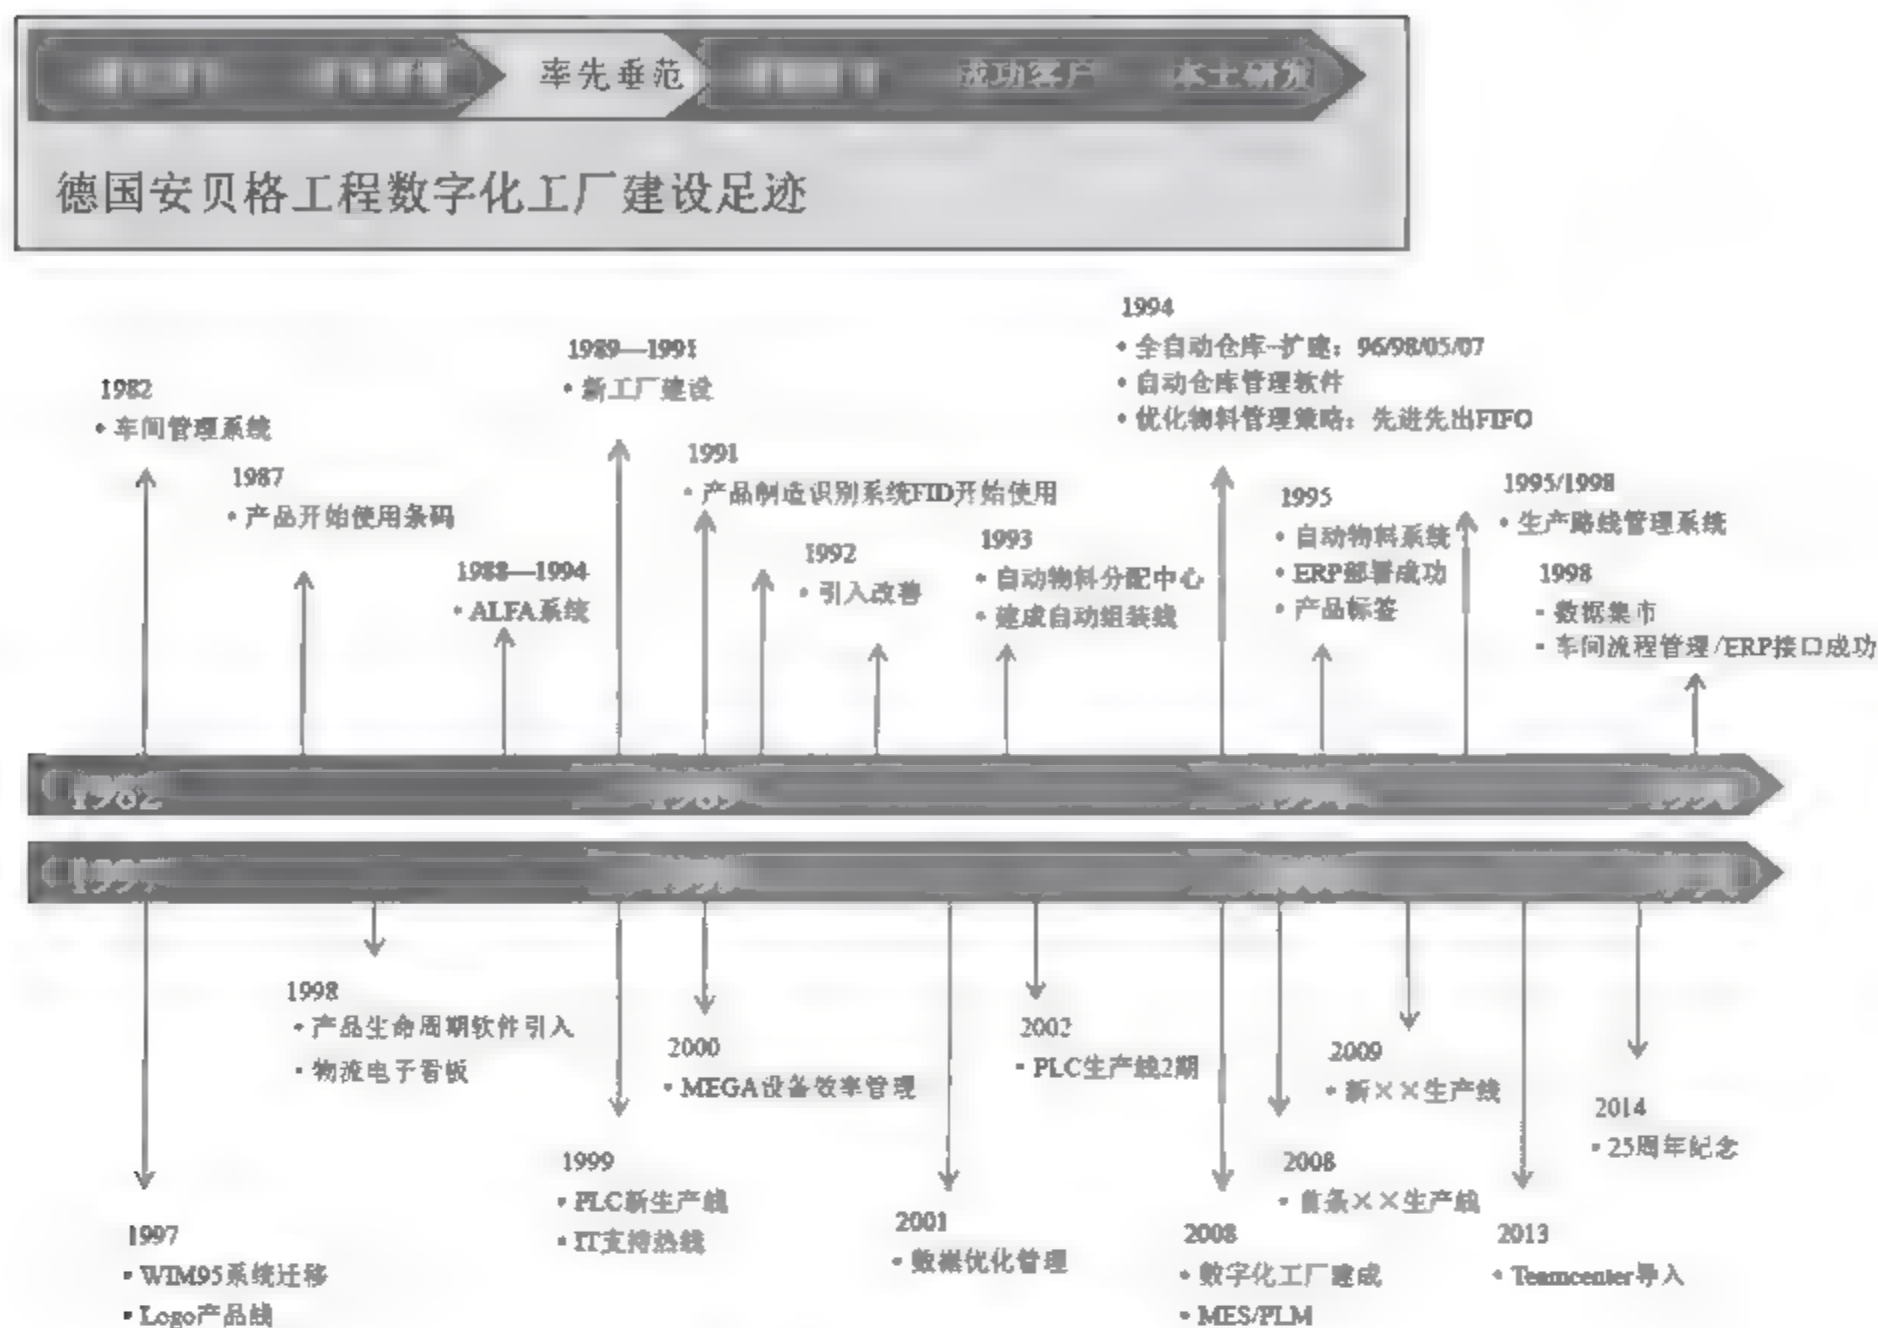 率先垂范
成功客户
本土研发
德国安贝格工程数字化工厂建设足迹
1982
• 车间管理系统
1987
• 产品开始使用条码
1988—1994
• ALFA系统
1989—1991
• 新工厂建设
1991
• 产品制造识别系统FID开始使用
1992
• 引入改善
1993
• 自动物料分配中心
• 建成自动组装线
1994
• 全自动仓库-扩建：96/98/05/07
• 自动仓库管理软件
• 优化物料管理策略：先进先出FIFO
1995
• 自动物料系统
• ERP部署成功
• 产品标签
1995/1998
• 生产路线管理系统
1998
• 数据集市
• 车间流程管理/ERP接口成功
1982
1997
• WIM95系统迁移
• Logo产品线
1998
• 产品生命周期软件引入
• 物流电子看板
1999
• PLC新生产线
• IT支持热线
2000
• MEGA设备效率管理
2001
• 数据优化管理
2002
• PLC生产线2期
2008
• 数字化工厂建成
• MES/PLM
2008
• 首条××生产线
2009
• 新××生产线
2013
• Teamcenter导入
2014
• 25周年纪念